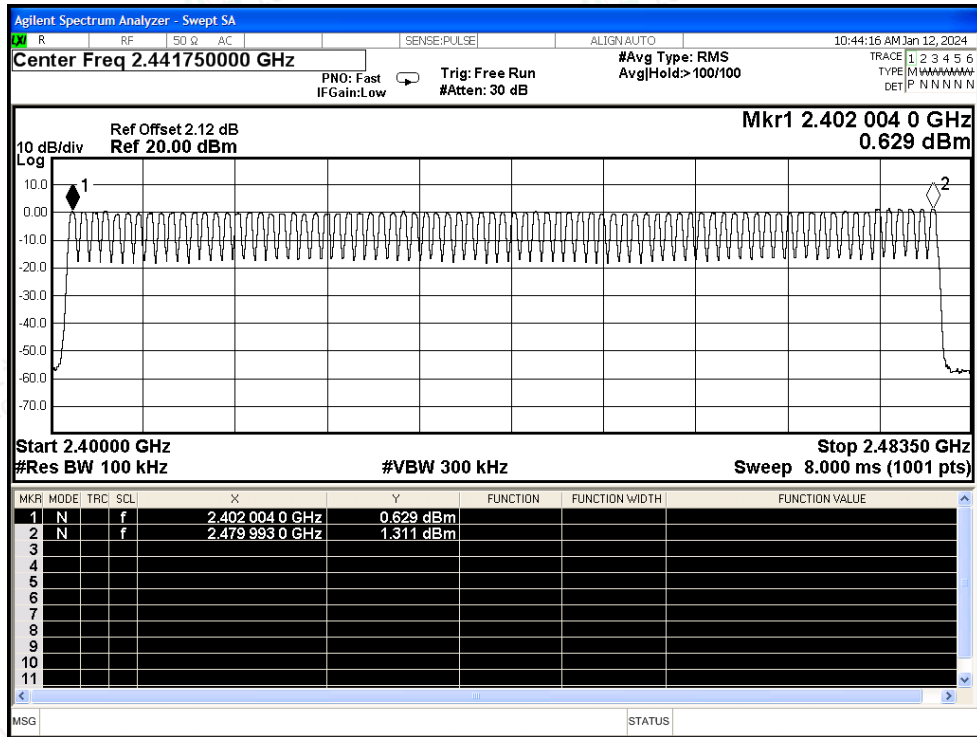 Agilent Spectrum Analyzer - Swept SA
LXI R RF 50 Ω AC SENSE:PULSE ALIGN AUTO 10:44:16 AM Jan 12, 2024
Center Freq 2.441750000 GHz #Avg Type: RMS TRACE 1 2 3 4 5 6
PNO: Fast Trig: Free Run Avg|Hold:>100/100 TYPE M
IFGain:Low #Atten: 30 dB DET P N N N N N
Mkr1 2.402 004 0 GHz
Ref Offset 2.12 dB
10 dB/div Ref 20.00 dBm 0.629 dBm
Log
10.0
1
2
0.00
-10.0
-20.0
-30.0
-40.0
-50.0
-60.0
-70.0
Start 2.40000 GHz Stop 2.48350 GHz
#Res BW 100 kHz #VBW 300 kHz Sweep 8.000 ms (1001 pts)
MKR MODE TRC SCL X Y FUNCTION FUNCTION WIDTH FUNCTION VALUE
1 N f 2.402 004 0 GHz 0.629 dBm
2 N f 2.479 993 0 GHz 1.311 dBm
3
4
5
6
7
8
9
10
11
MSG STATUS